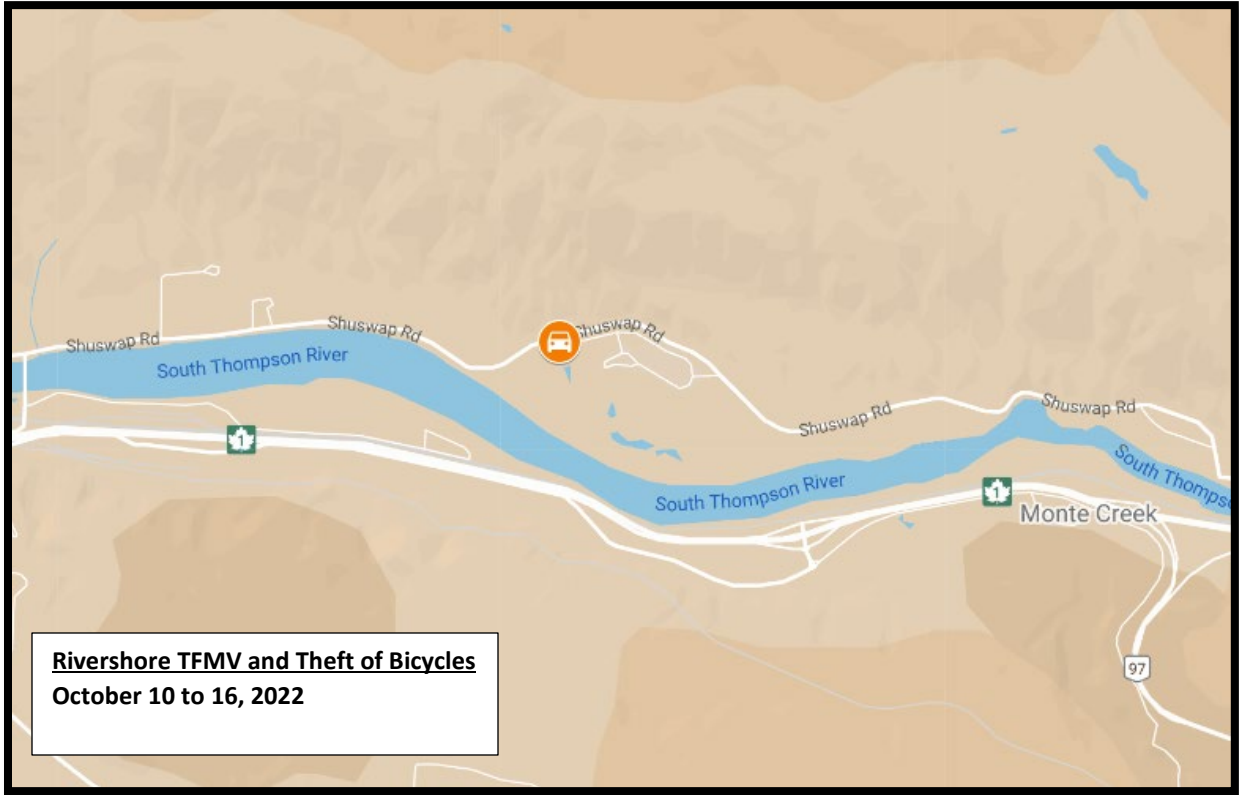 Shuswap Rd
Shuswap Rd
Shuswap Rd
South Thompson River
Shuswap Rd
Shuswap Rd
1
South Thompson River
South Thomps
1
Monte Creek
97
Rivershore TFMV and Theft of Bicycles
October 10 to 16, 2022